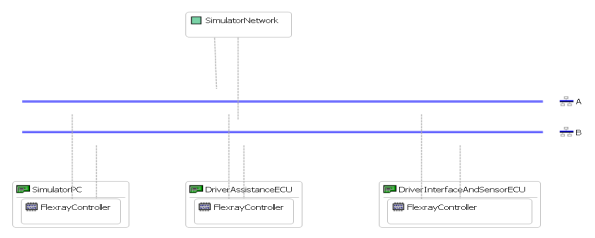 SimulatorNetwork
A
B
SimulatorPC
FlexrayController
DriverAssistanceECU
FlexrayController
DriverInterfaceAndSensorECU
FlexrayController